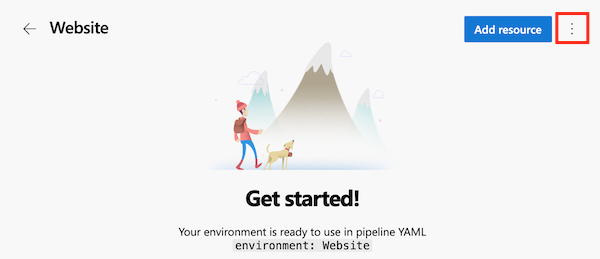 Website
Add resource
Get started!
Your environment is ready to use in pipeline YAML
environment: Website